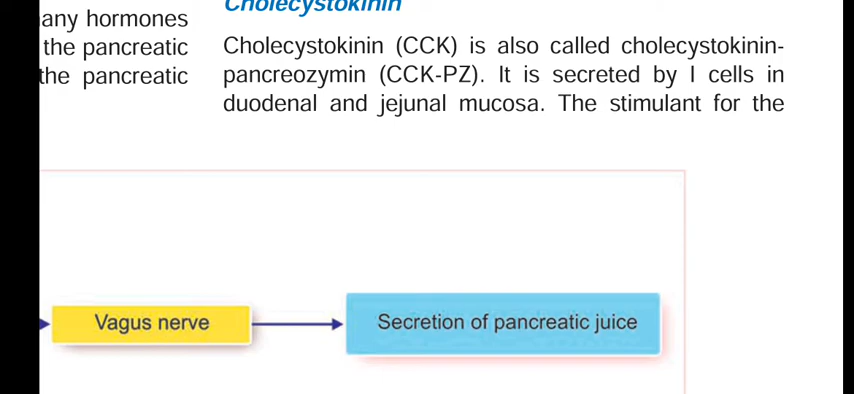 any hormones
the pancreatic
the pancreatic
Cholecystokinin
Cholecystokinin (CCK) is also called cholecystokinin-
pancreozymin (CCK-PZ). It is secreted by I cells in
duodenal and jejunal mucosa. The stimulant for the
Vagus nerve
Secretion of pancreatic juice